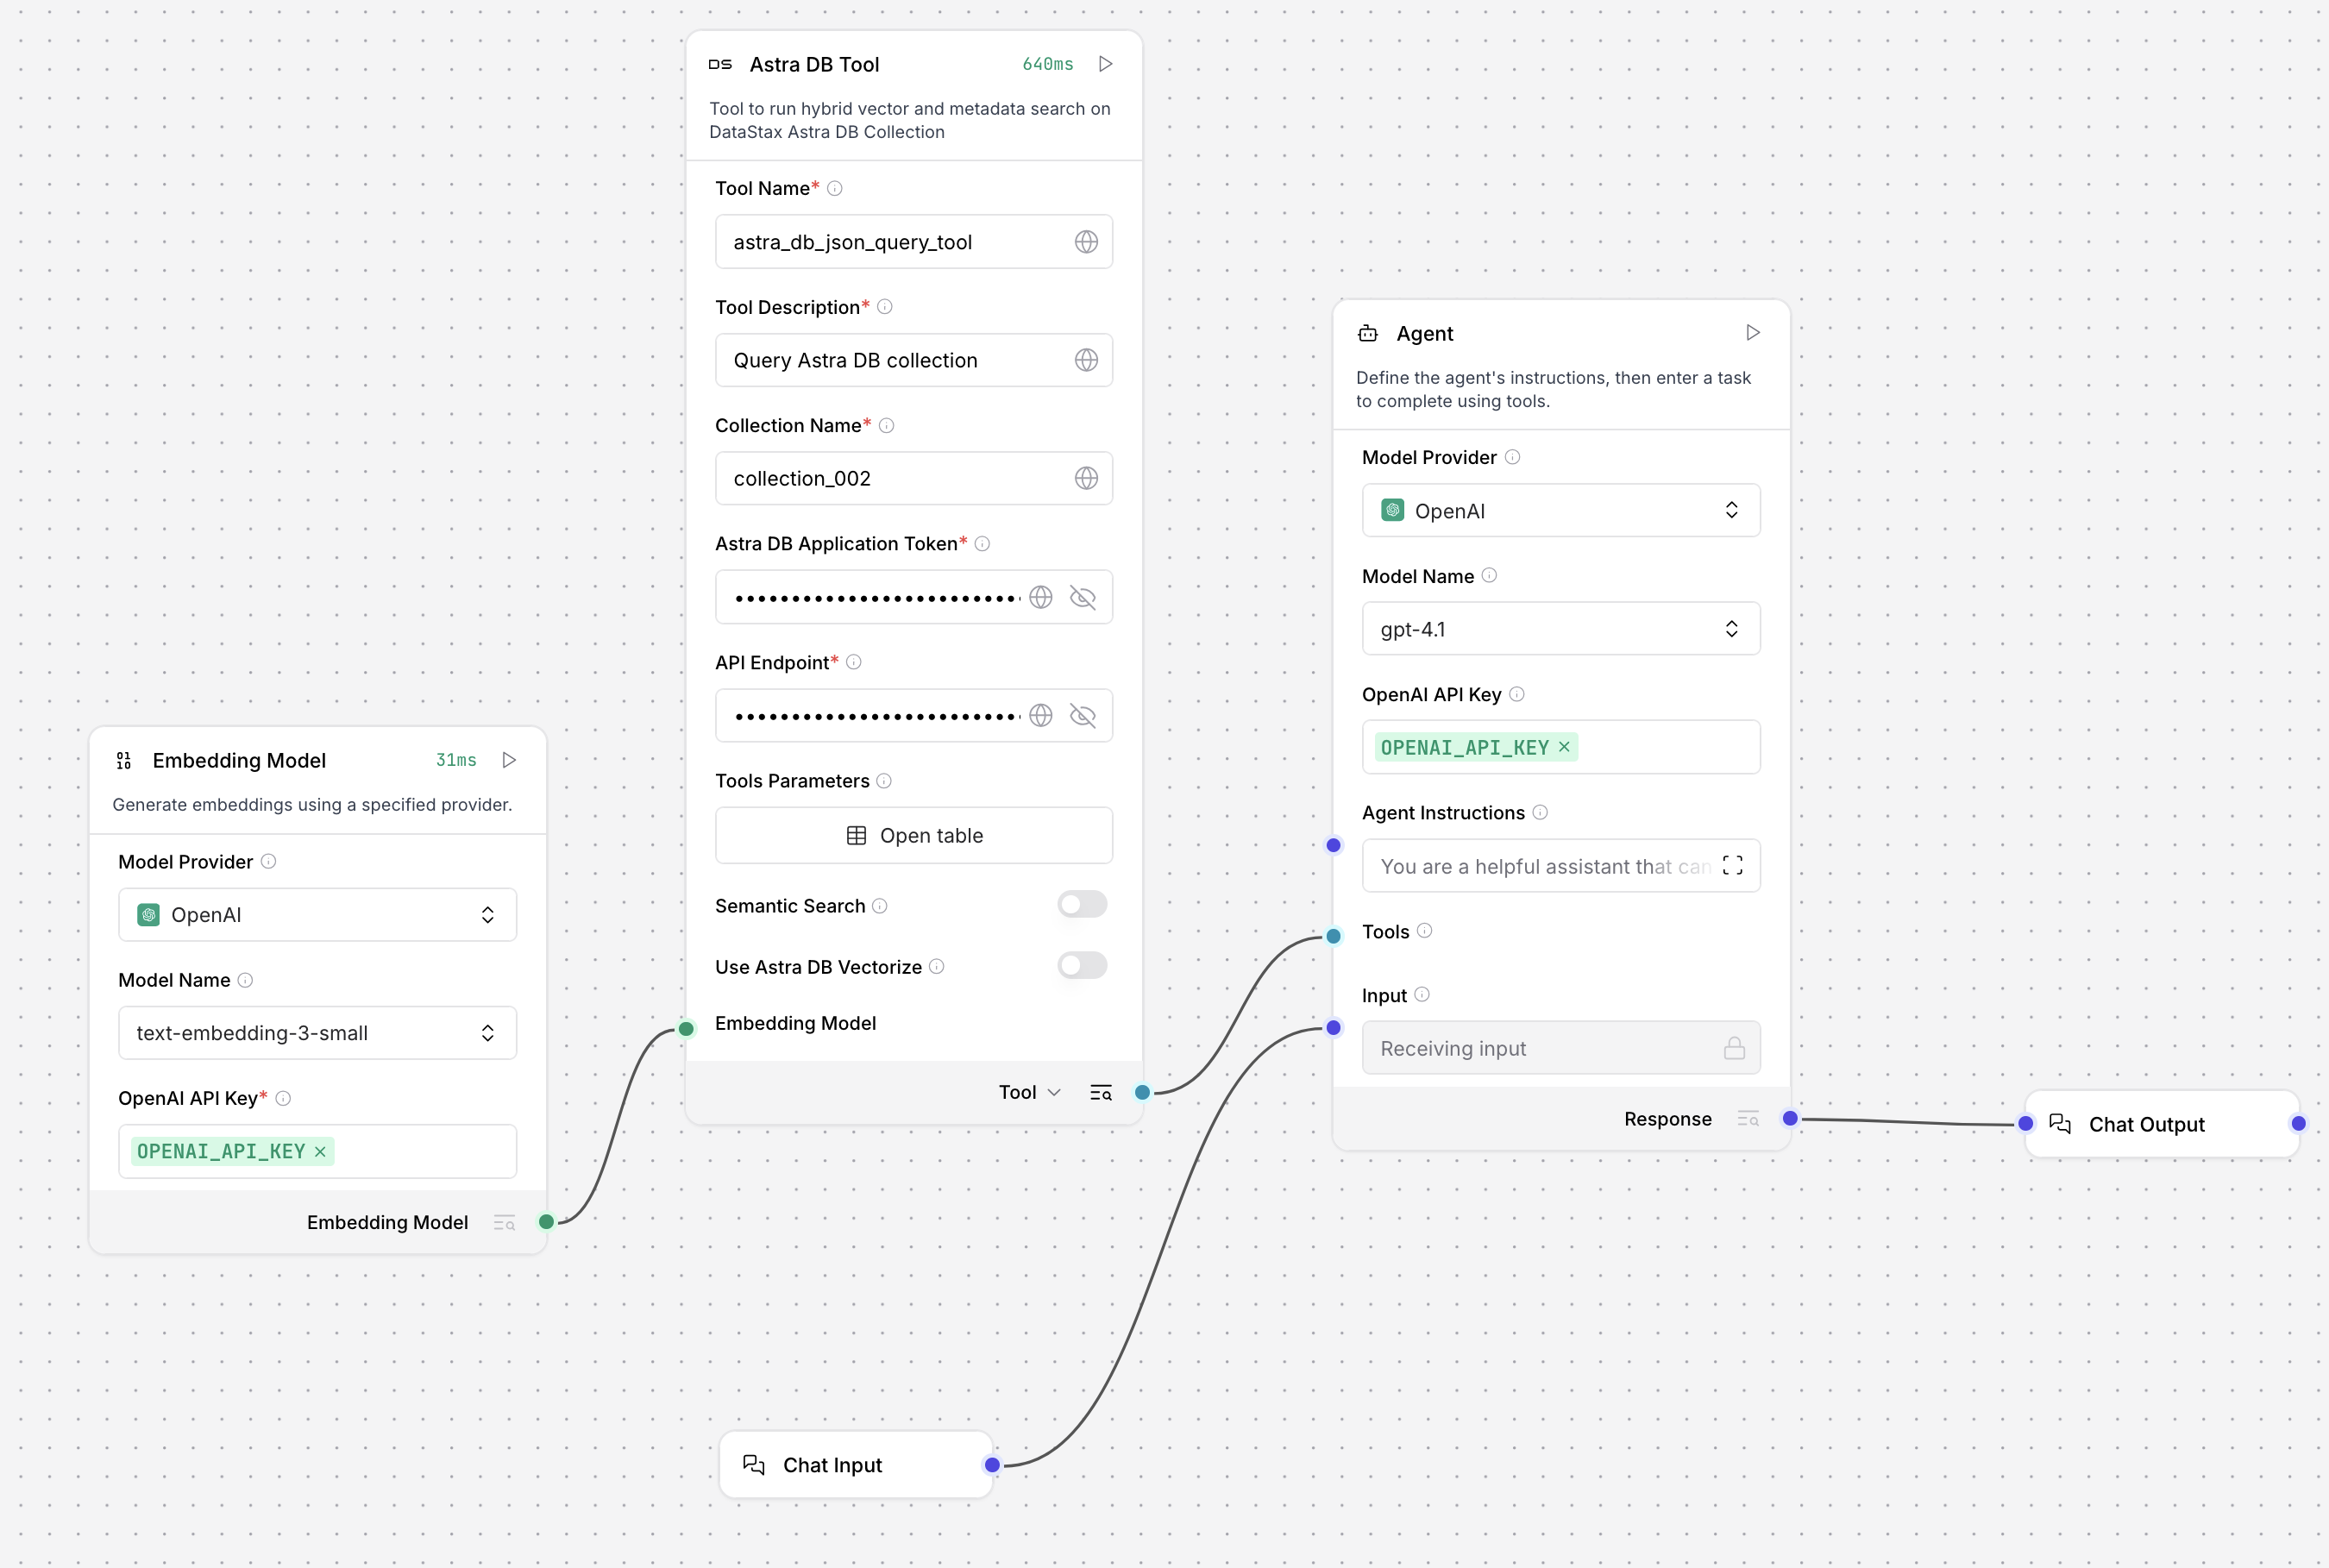 DS Astra DB Tool 640ms
Tool to run hybrid vector and metadata search on
DataStax Astra DB Collection
Tool Name*
astra_db_json_query_tool
Tool Description*
Query Astra DB collection
Collection Name*
collection_002
Astra DB Application Token*
API Endpoint*
Tools Parameters
Open table
Semantic Search
Use Astra DB Vectorize
Embedding Model
Tool
01
10
Embedding Model 31ms
Generate embeddings using a specified provider.
Model Provider
OpenAI
Model Name
text-embedding-3-small
OpenAI API Key*
OPENAI_API_KEY ×
Embedding Model
Chat Input
Agent
Define the agent's instructions, then enter a task
to complete using tools.
Model Provider
OpenAI
Model Name
gpt-4.1
OpenAI API Key
OPENAI_API_KEY ×
Agent Instructions
You are a helpful assistant that can
Tools
Input
Receiving input
Response
Chat Output